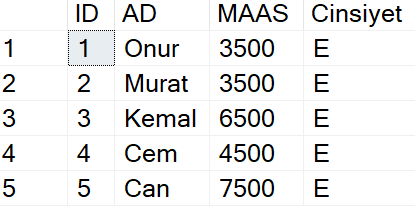 ID AD MAAS Cinsiyet
1 1 Onur 3500 E
2 2 Murat 3500 E
3 3 Kemal 6500 E
4 4 Cem 4500 E
5 5 Can 7500 E